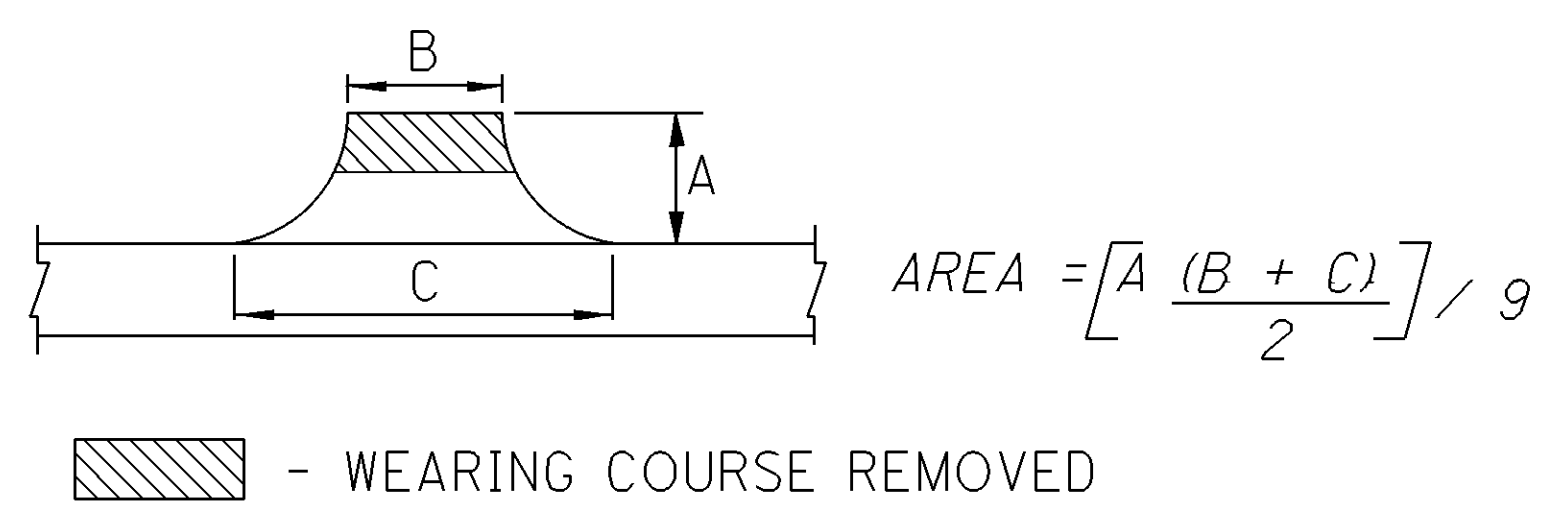 B
A
C
AREA = [A (B + C) / 2] / 9
- WEARING COURSE REMOVED